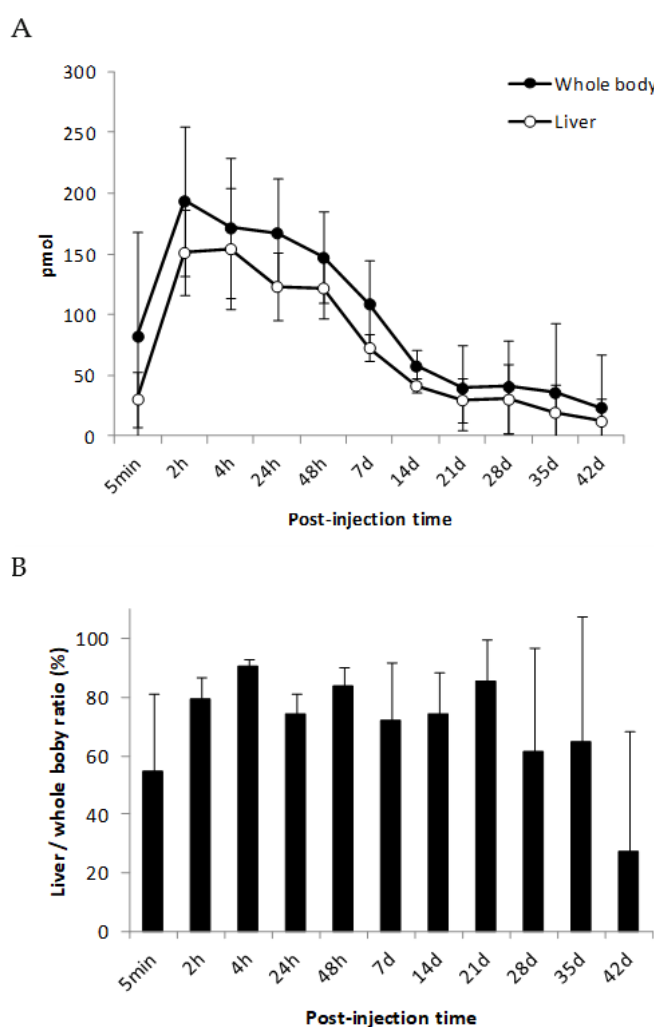 A
300
250
200
150
100
50
0
pmol
Whole body
Liver
5min
2h
4h
24h
48h
7d
14d
21d
28d
35d
42d
Post-injection time
B
100
80
60
40
20
0
Liver / whole boby ratio (%)
5min
2h
4h
24h
48h
7d
14d
21d
28d
35d
42d
Post-injection time